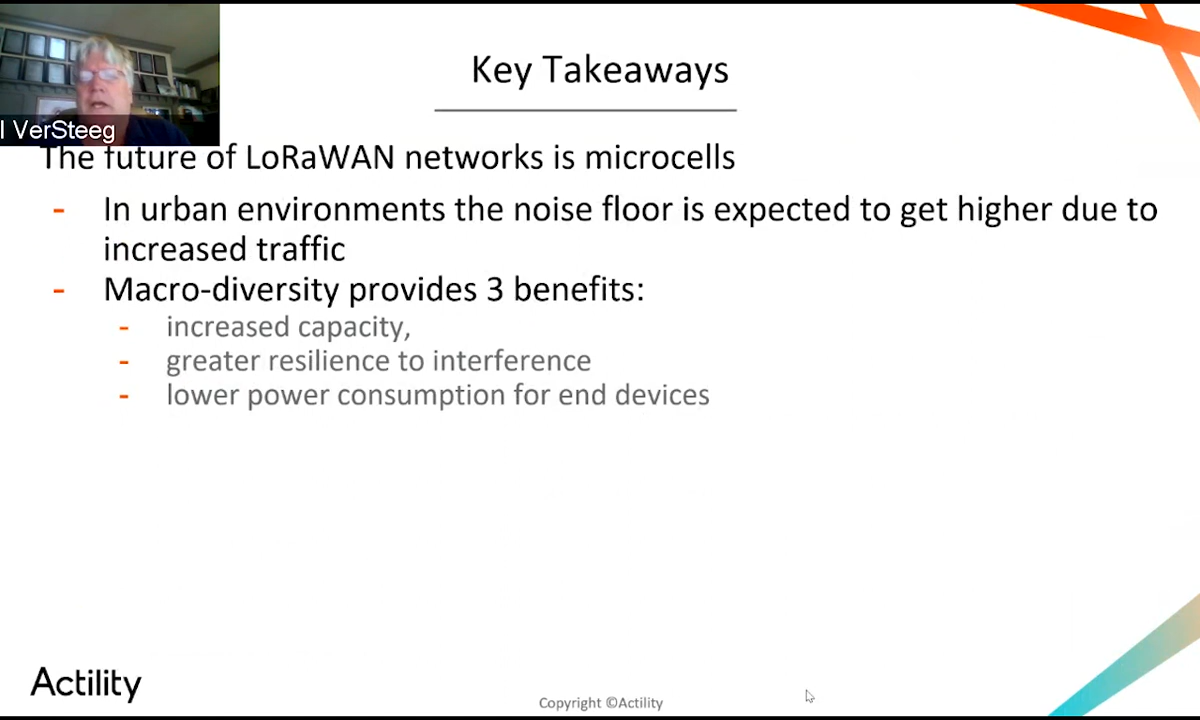 Key Takeaways
l VerSteeg
The future of LoRaWAN networks is microcells
- In urban environments the noise floor is expected to get higher due to
increased traffic
- Macro-diversity provides 3 benefits:
- increased capacity,
- greater resilience to interference
- lower power consumption for end devices
Actility
Copyright ©Actility